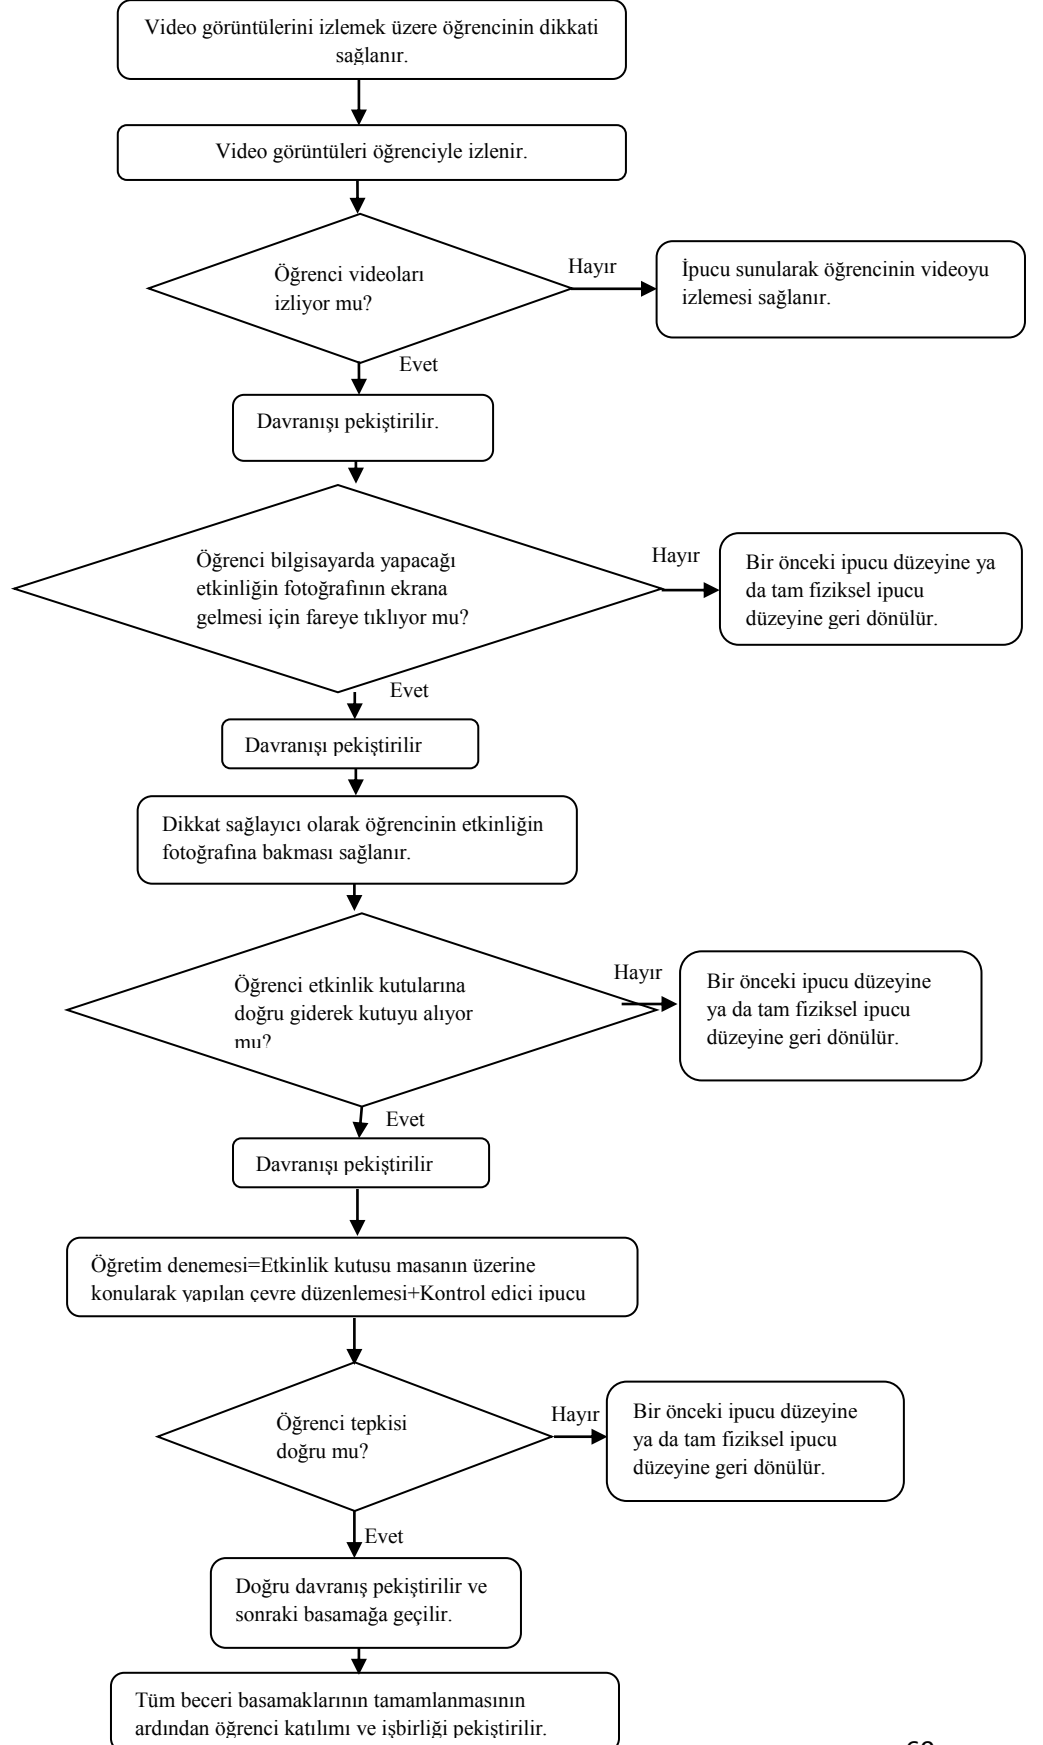 Video görüntülerini izlemek üzere öğrencinin dikkati
sağlanır.
Video görüntüleri öğrenciyle izlenir.
Öğrenci videoları
izliyor mu?
Hayır
İpucu sunularak öğrencinin videoyu
izlemesi sağlanır.
Evet
Davranışı pekiştirilir.
Öğrenci bilgisayarda yapacağı
etkinliğin fotoğrafının ekrana
gelmesi için fareye tıklıyor mu?
Hayır
Bir önceki ipucu düzeyine ya
da tam fiziksel ipucu
düzeyine geri dönülür.
Evet
Davranışı pekiştirilir
Dikkat sağlayıcı olarak öğrencinin etkinliğin
fotoğrafına bakması sağlanır.
Öğrenci etkinlik kutularına
doğru giderek kutuyu alıyor
mu?
Hayır
Bir önceki ipucu düzeyine
ya da tam fiziksel ipucu
düzeyine geri dönülür.
Evet
Davranışı pekiştirilir
Öğretim denemesi=Etkinlik kutusu masanın üzerine
konularak yapılan çevre düzenlemesi+Kontrol edici ipucu
Öğrenci tepkisi
doğru mu?
Hayır
Bir önceki ipucu düzeyine
ya da tam fiziksel ipucu
düzeyine geri dönülür.
Evet
Doğru davranış pekiştirilir ve
sonraki basamağa geçilir.
Tüm beceri basamaklarının tamamlanmasının
ardından öğrenci katılımı ve işbirliği pekiştirilir.